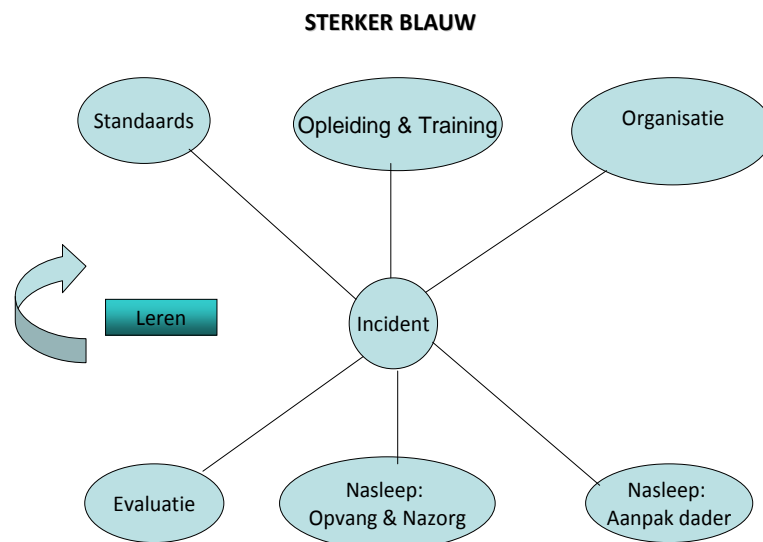 STERKER BLAUW
Standaards
Opleiding & Training
Organisatie
Leren
Incident
Evaluatie
Nasleep:
Opvang & Nazorg
Nasleep:
Aanpak dader